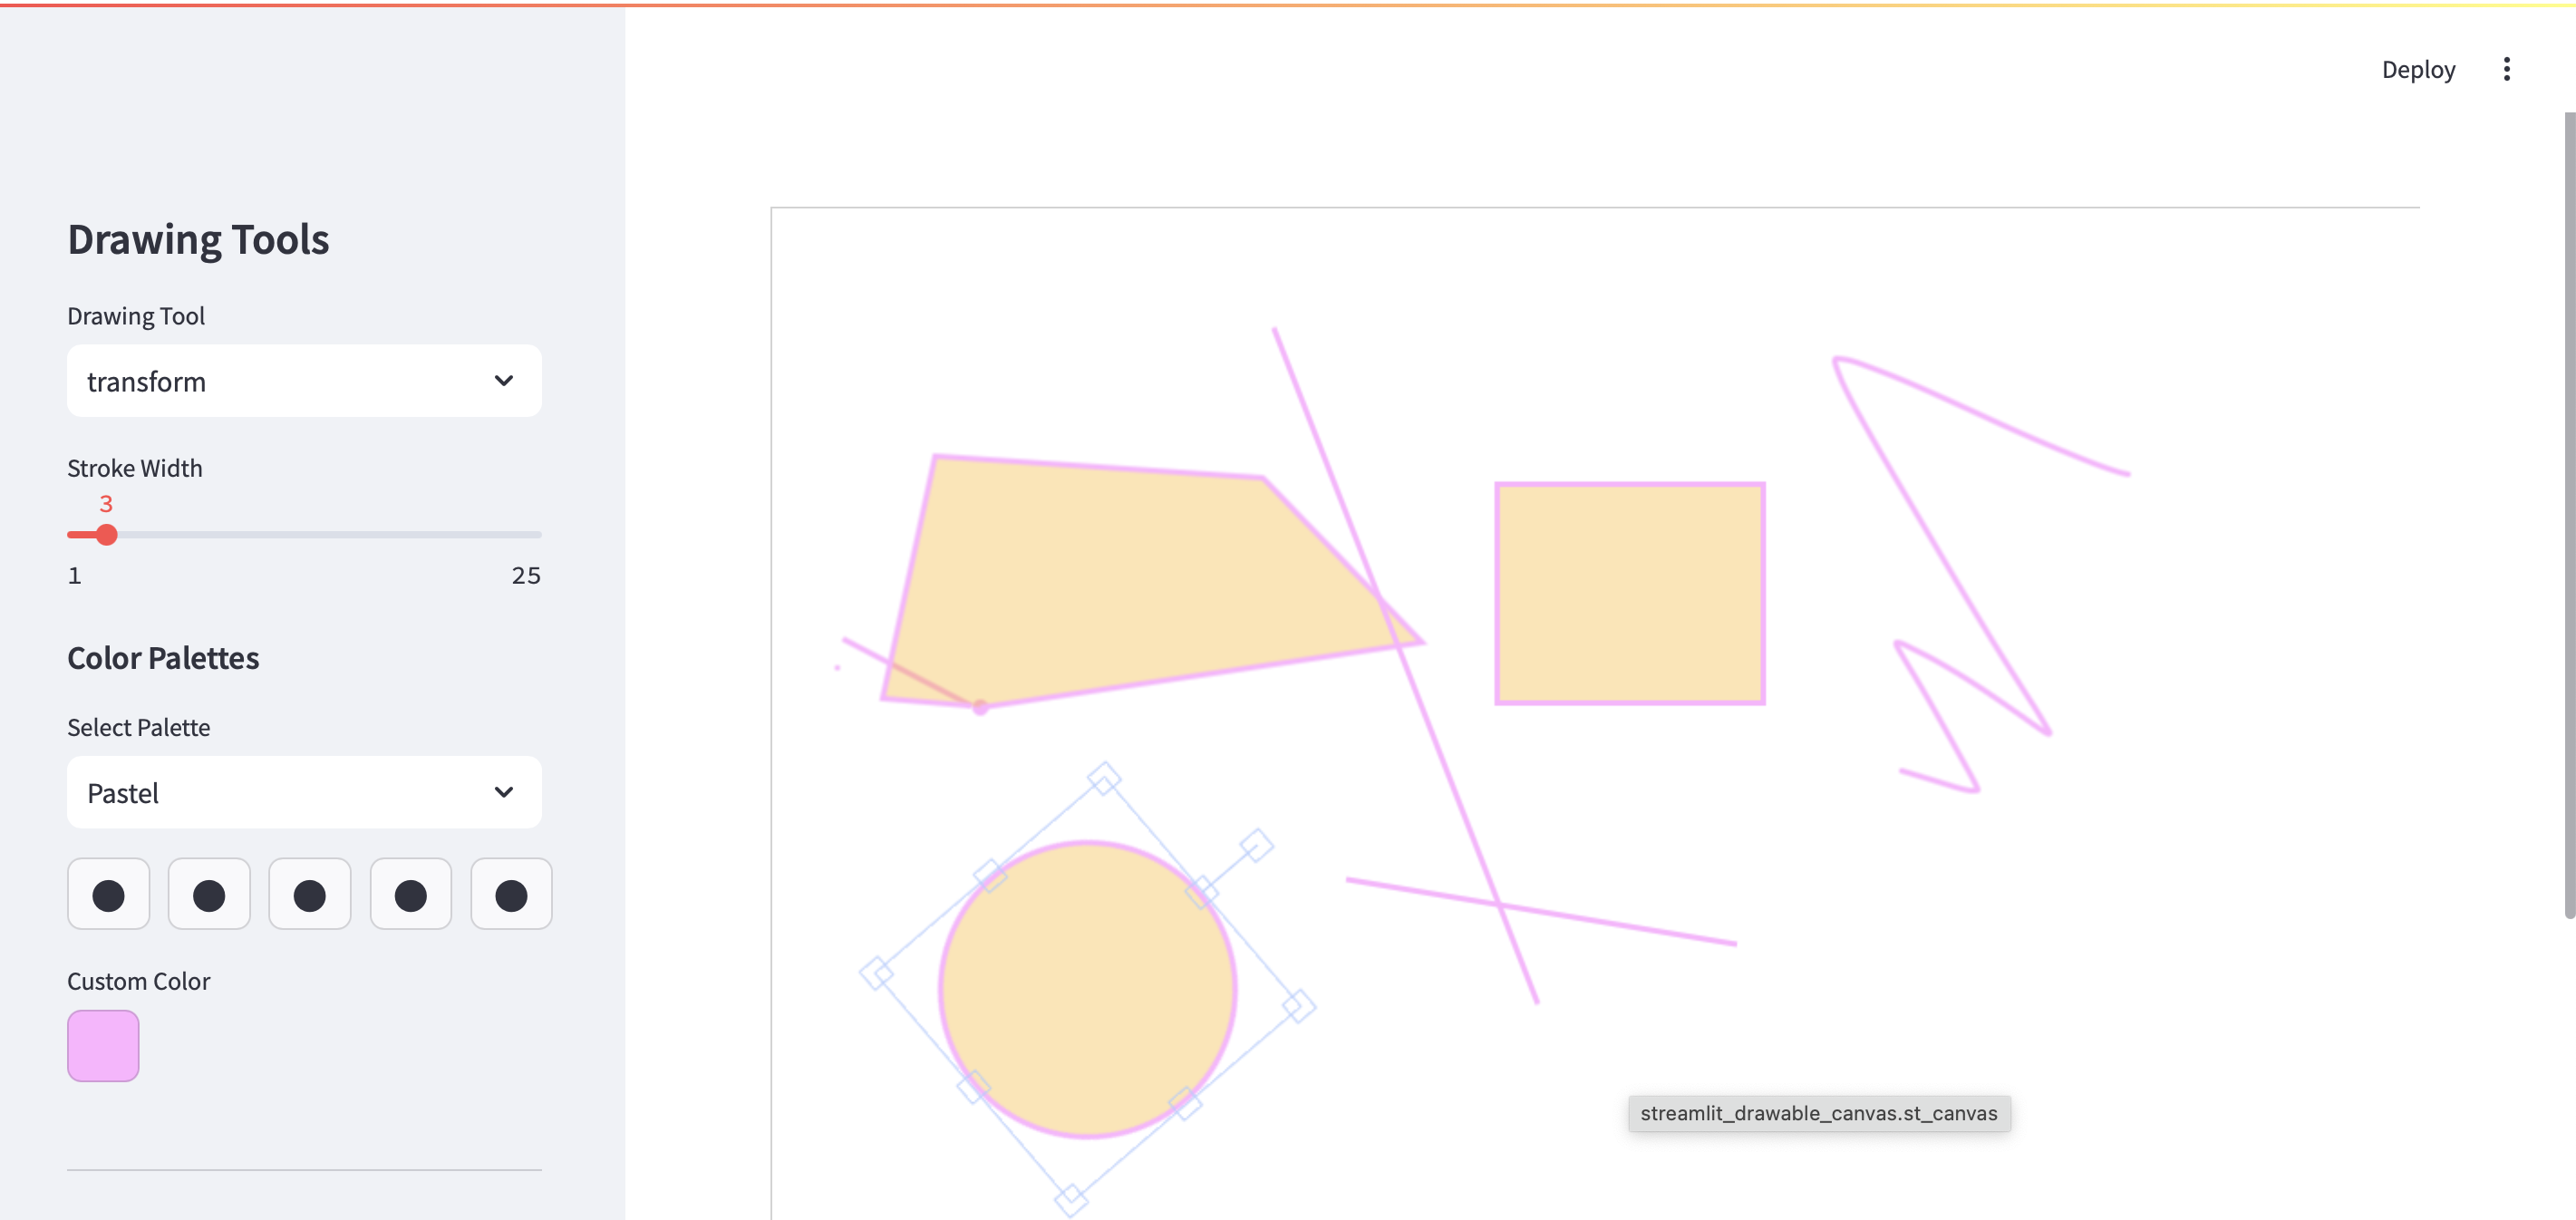 Deploy
Drawing Tools
Drawing Tool
transform
Stroke Width
3
1 25
Color Palettes
Select Palette
Pastel
Custom Color
streamlit_drawable_canvas.st_canvas